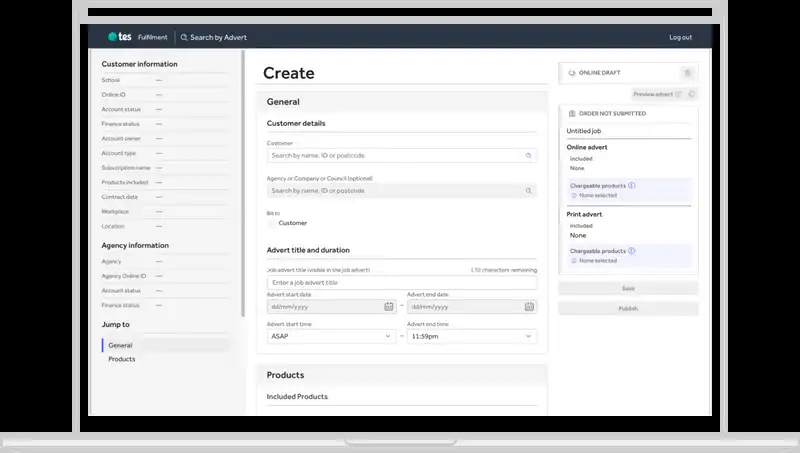 tes Fulfilment Search by Advert Log out
Customer information
School —
Online ID —
Account status —
Finance status —
Account owner —
Account type —
Subscription name —
Products included —
Contract date —
Workplace —
Location —
Agency information
Agency —
Agency Online ID —
Account status —
Finance status —
Jump to
General
Products
Create
General
Customer details
Customer
Search by name, ID or postcode
Agency or Company or Council (optional)
Search by name, ID or postcode
Bill to
Customer
Advert title and duration
Job advert title (visible in the job advert) characters remaining
Enter a job advert title
Advert start date Advert end date
dd/mm/yyyy – dd/mm/yyyy
Advert start time Advert end time
ASAP – 11:59pm
Products
Included Products
ONLINE DRAFT
Preview advert
ORDER NOT SUBMITTED
Untitled job
Online advert
Included
None
Chargeable products
None selected
Print advert
Included
None
Chargeable products
None selected
Save
Publish